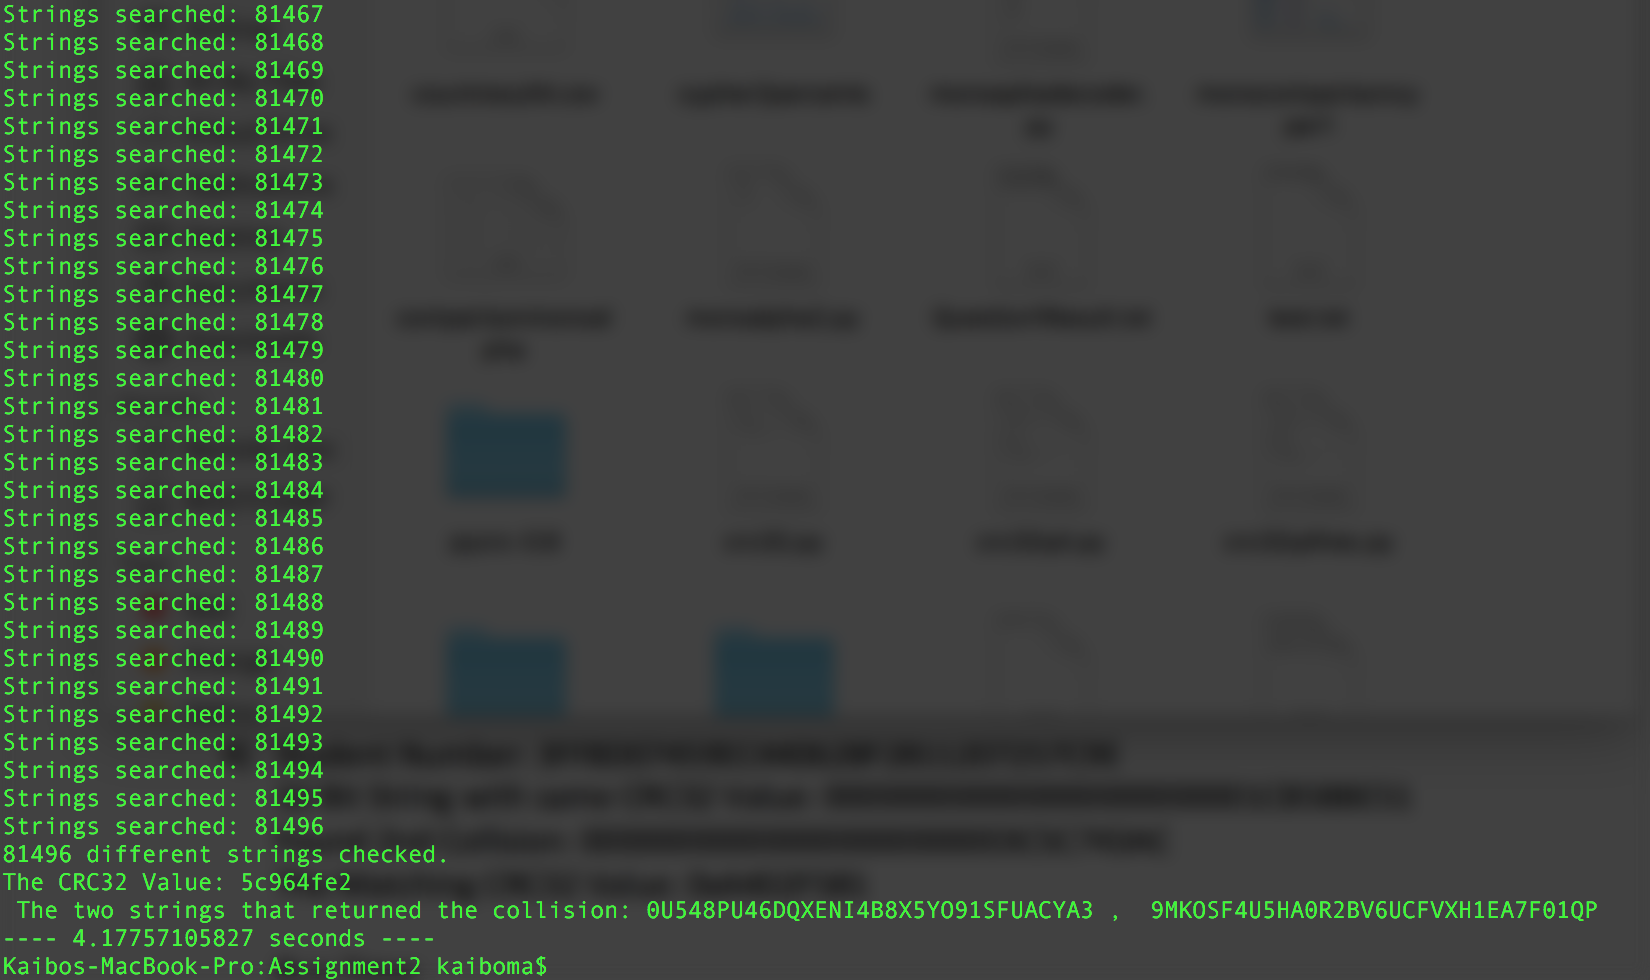 Strings searched: 81467
Strings searched: 81468
Strings searched: 81469
Strings searched: 81470
Strings searched: 81471
Strings searched: 81472
Strings searched: 81473
Strings searched: 81474
Strings searched: 81475
Strings searched: 81476
Strings searched: 81477
Strings searched: 81478
Strings searched: 81479
Strings searched: 81480
Strings searched: 81481
Strings searched: 81482
Strings searched: 81483
Strings searched: 81484
Strings searched: 81485
Strings searched: 81486
Strings searched: 81487
Strings searched: 81488
Strings searched: 81489
Strings searched: 81490
Strings searched: 81491
Strings searched: 81492
Strings searched: 81493
Strings searched: 81494
Strings searched: 81495
Strings searched: 81496
81496 different strings checked.
The CRC32 Value: 5c964fe2
The two strings that returned the collision: 0U548PU46DQXENI4B8X5YO91SFUACYA3 ,  9MKOSF4U5HA0R2BV6UCFVXH1EA7F01QP
---- 4.17757105827 seconds ----
Kaibos-MacBook-Pro:Assignment2 kaiboma$